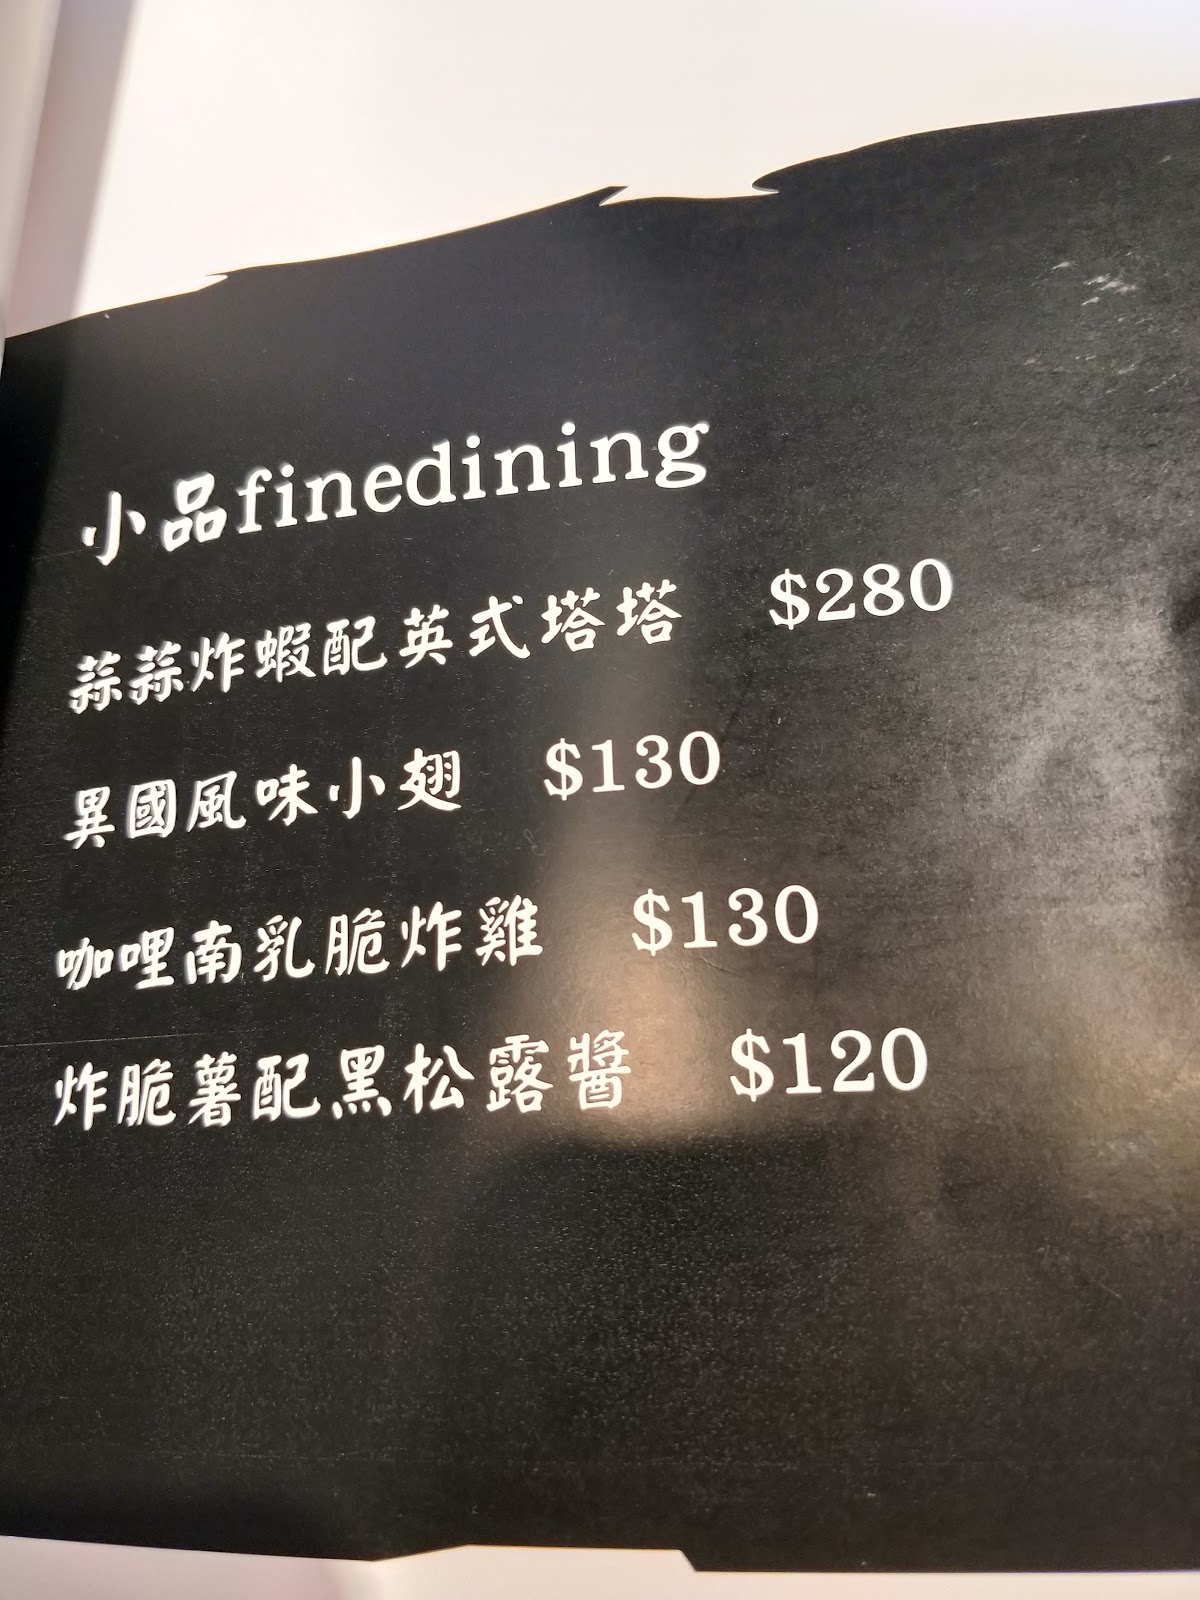 小品finedining
蒜蒜炸蝦配英式塔塔 $280
異國風味小翅 $130
咖哩南乳脆炸雞 $130
炸脆薯配黑松露醬 $120